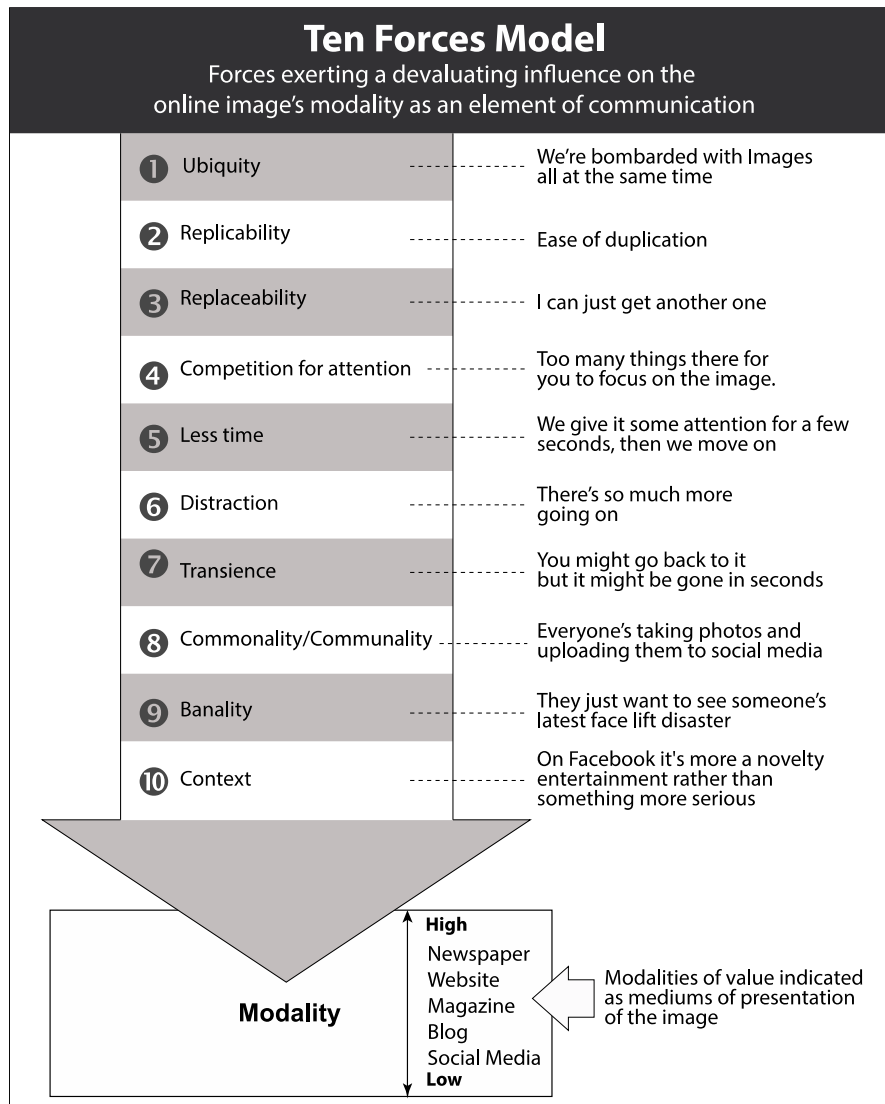 Ten Forces Model
Forces exerting a devaluating influence on the
online image's modality as an element of communication
1 Ubiquity
We're bombarded with Images
all at the same time
2 Replicability
Ease of duplication
3 Replaceability
I can just get another one
4 Competition for attention
Too many things there for
you to focus on the image.
5 Less time
We give it some attention for a few
seconds, then we move on
6 Distraction
There's so much more
going on
7 Transience
You might go back to it
but it might be gone in seconds
8 Commonality/Communality
Everyone's taking photos and
uploading them to social media
9 Banality
They just want to see someone's
latest face lift disaster
10 Context
On Facebook it's more a novelty
entertainment rather than
something more serious
Modality
High
Newspaper
Website
Magazine
Blog
Social Media
Low
Modalities of value indicated
as mediums of presentation
of the image